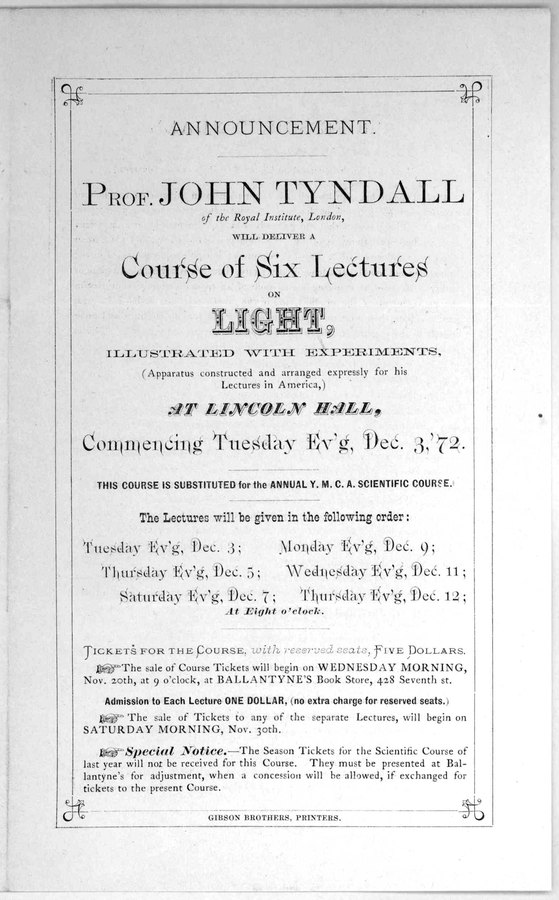 ANNOUNCEMENT.
PROF. JOHN TYNDALL
of the Royal Institute, London,
WILL DELIVER A
Course of Six Lectures
ON
LIGHT,
ILLUSTRATED WITH EXPERIMENTS,
(Apparatus constructed and arranged expressly for his
Lectures in America,)
AT LINCOLN HALL,
Commencing Tuesday Ev'g, Dec. 3, '72.
THIS COURSE IS SUBSTITUTED for the ANNUAL Y. M. C. A. SCIENTIFIC COURSE.
The Lectures will be given in the following order:
Tuesday Ev'g, Dec. 3; Monday Ev'g, Dec. 9;
Thursday Ev'g, Dec. 5; Wednesday Ev'g, Dec. 11;
Saturday Ev'g, Dec. 7; Thursday Ev'g, Dec. 12;
At Eight o'clock.
TICKETS FOR THE COURSE, with reserved seats, FIVE DOLLARS.
☞ The sale of Course Tickets will begin on WEDNESDAY MORNING,
Nov. 20th, at 9 o'clock, at BALLANTYNE'S Book Store, 428 Seventh st.
Admission to Each Lecture ONE DOLLAR, (no extra charge for reserved seats.)
☞ The sale of Tickets to any of the separate Lectures, will begin on
SATURDAY MORNING, Nov. 30th.
☞ Special Notice.—The Season Tickets for the Scientific Course of
last year will not be received for this Course. They must be presented at Bal-
lantyne's for adjustment, when a concession will be allowed, if exchanged for
tickets to the present Course.
GIBSON BROTHERS, PRINTERS.